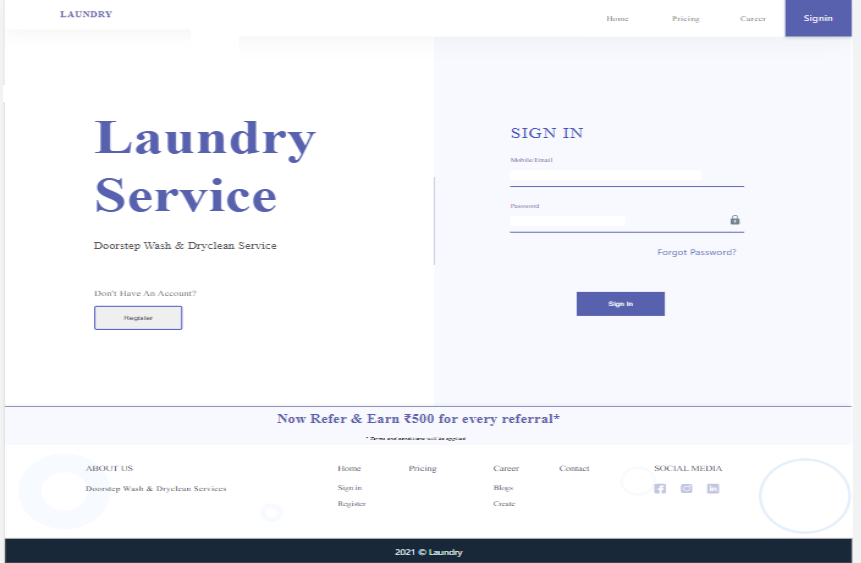 LAUNDRY
Home Pricing Career Signin
Laundry
Service
Doorstep Wash & Dryclean Service
Don't Have An Account?
Register
SIGN IN
Mobile/Email
Password
Forgot Password?
Sign In
Now Refer & Earn ₹500 for every referral*
* Terms and conditions will be applied
ABOUT US
Doorstep Wash & Dryclean Services
Home Pricing Career Contact
Sign in Blogs
Register Create
SOCIAL MEDIA
2021 © Laundry